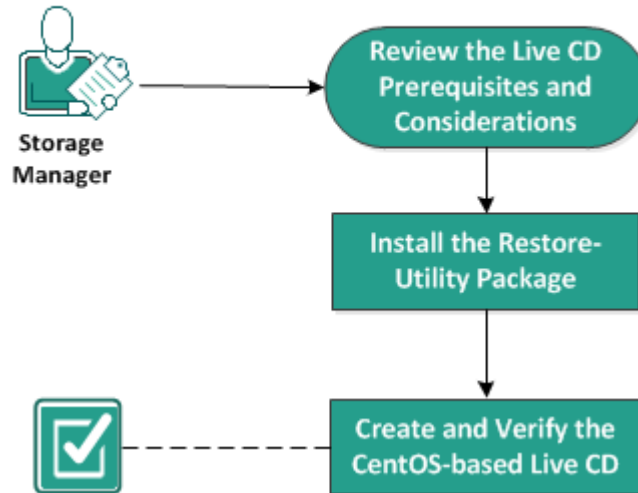 Review the Live CD
Prerequisites and
Considerations
Storage
Manager
Install the Restore-
Utility Package
Create and Verify the
CentOS-based Live CD